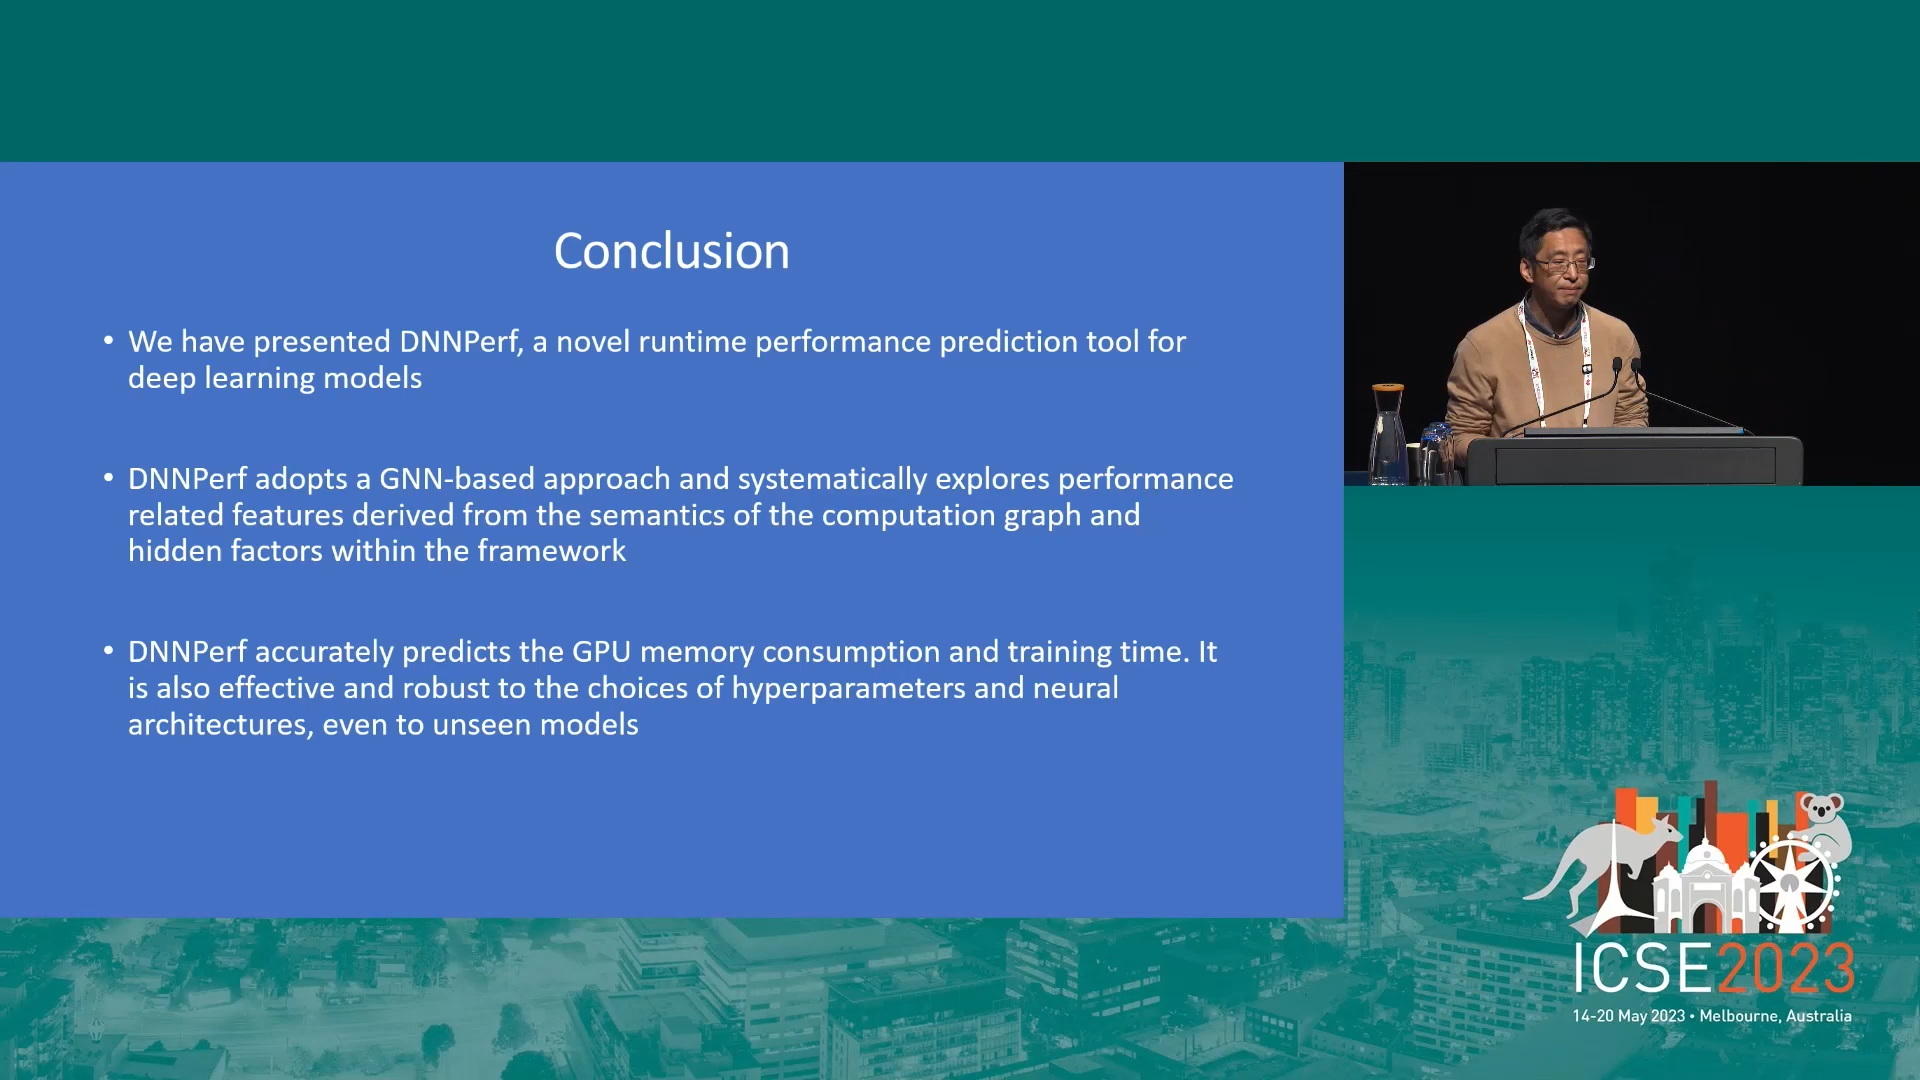 Conclusion
• We have presented DNNPerf, a novel runtime performance prediction tool for
deep learning models
• DNNPerf adopts a GNN-based approach and systematically explores performance
related features derived from the semantics of the computation graph and
hidden factors within the framework
• DNNPerf accurately predicts the GPU memory consumption and training time. It
is also effective and robust to the choices of hyperparameters and neural
architectures, even to unseen models
ICSE2023
14-20 May 2023 • Melbourne, Australia